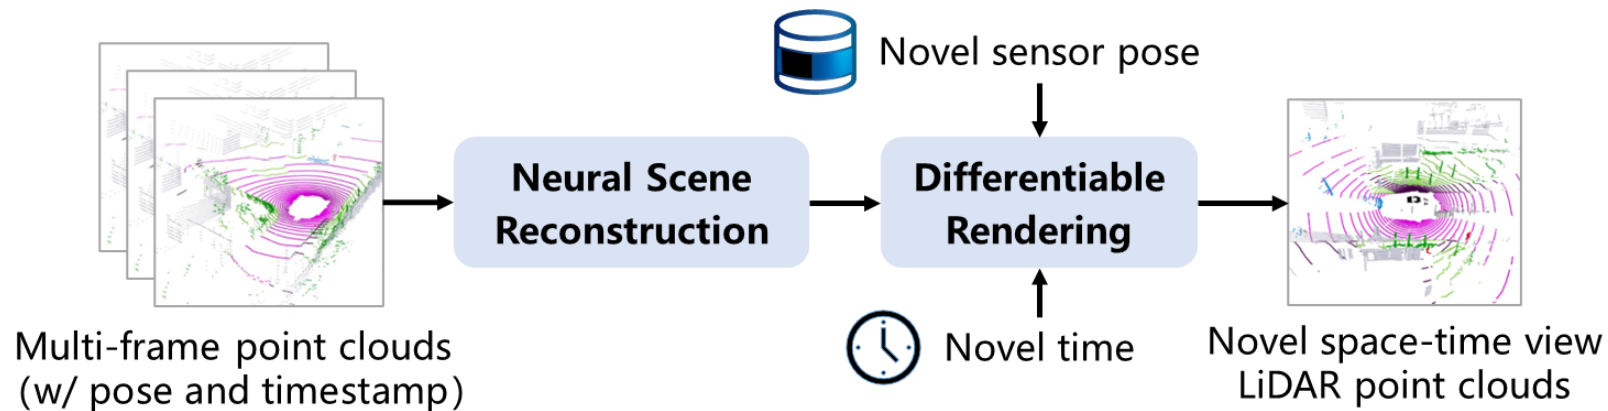 Multi-frame point clouds
(w/ pose and timestamp)
Neural Scene
Reconstruction
Novel sensor pose
Differentiable
Rendering
Novel time
Novel space-time view
LiDAR point clouds